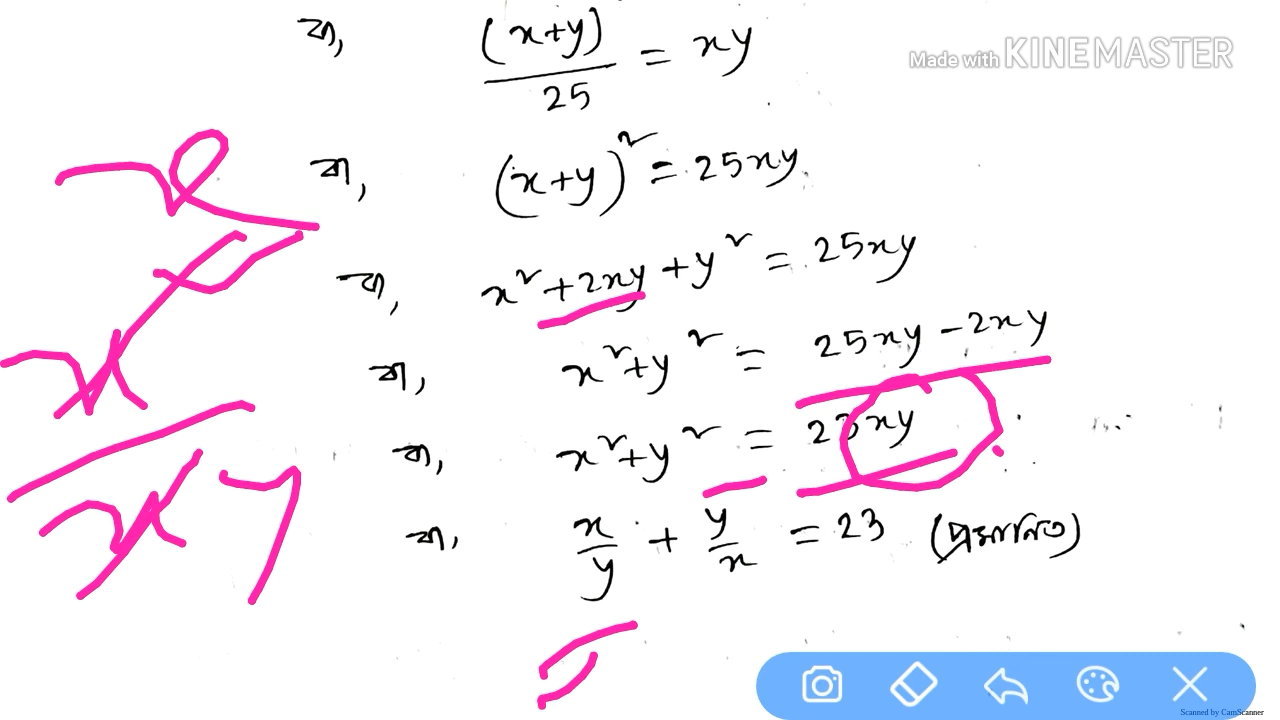 Made with KINEMASTER
বা, (x+y)/25 = xy
বা, (x+y)² = 25xy
বা, x² + 2xy + y² = 25xy
বা, x² + y² = 25xy - 2xy
বা, x² + y² = 23xy
বা, x/y + y/x = 23 (প্রমানিত)
Scanned by CamScanner